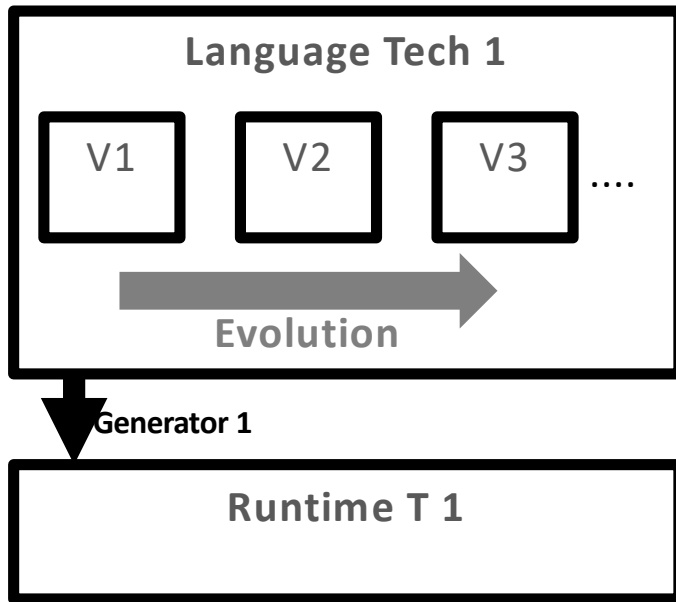 Language Tech 1
V1 V2 V3 ....
Evolution
Generator 1
Runtime T 1